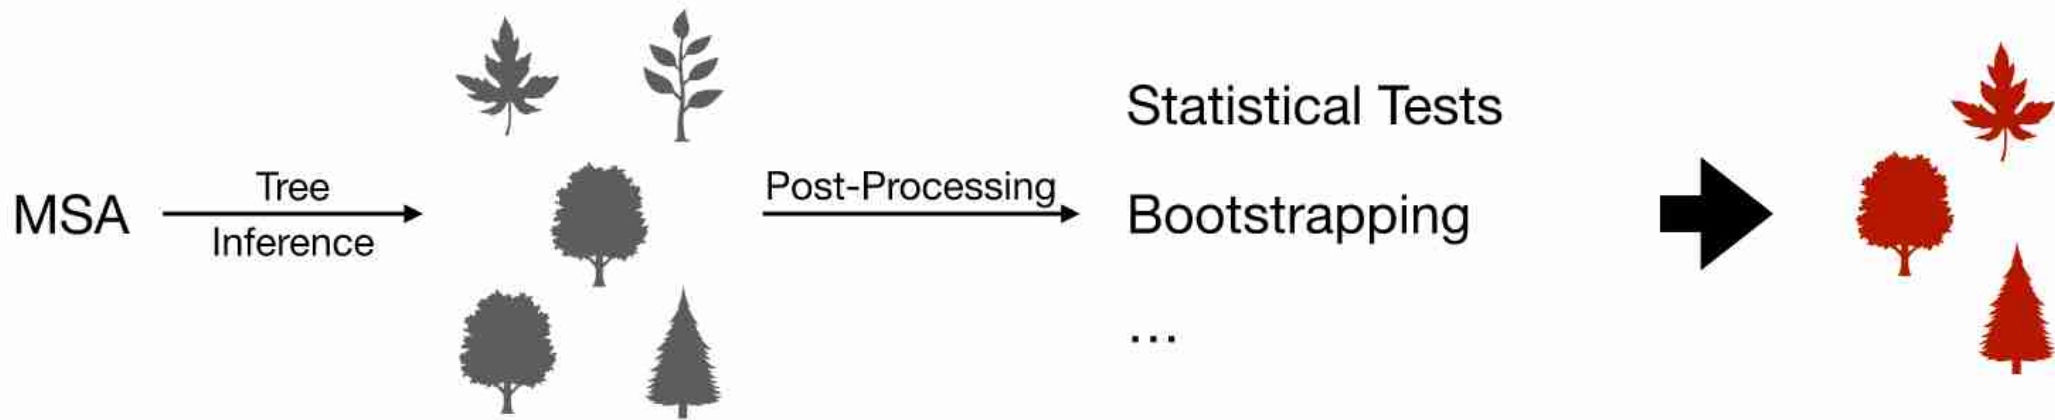 MSA
Tree
Inference
Post-Processing
Statistical Tests
Bootstrapping
...